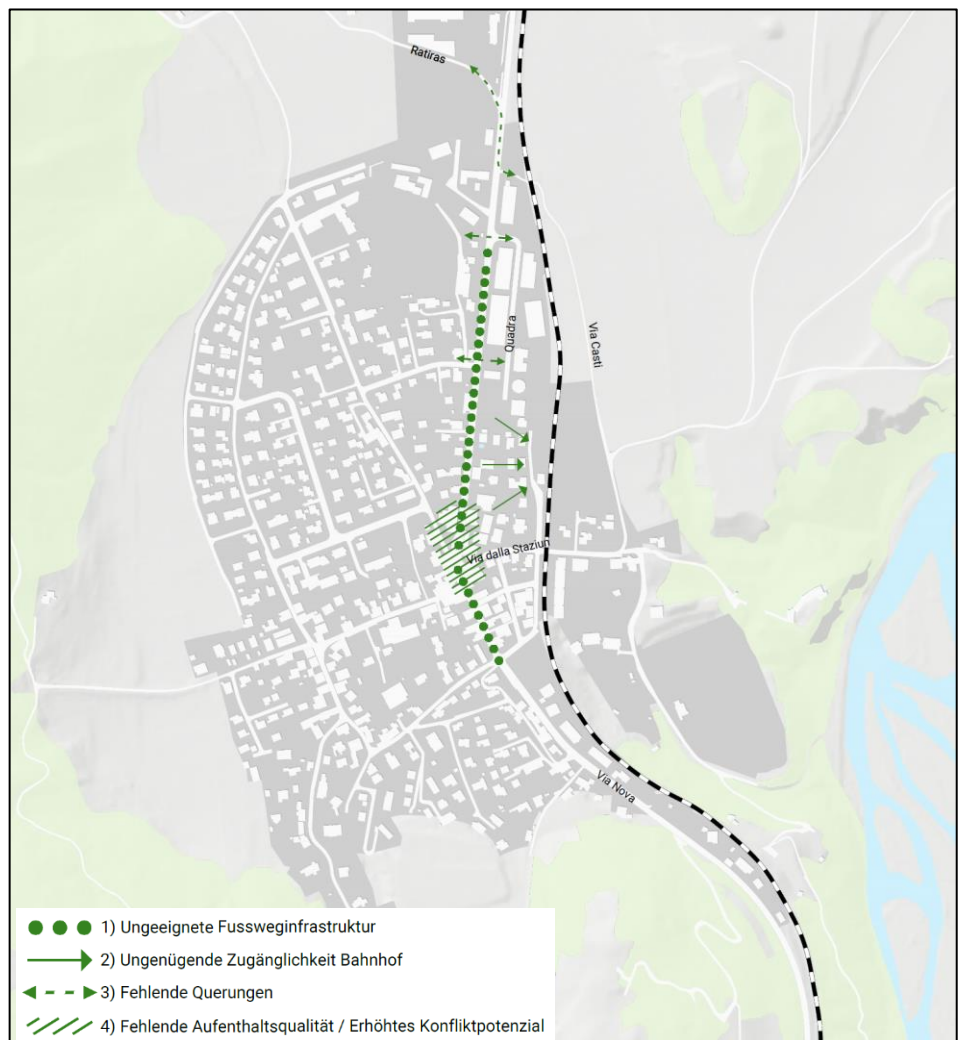 Ratiras
Quadra
Via Casti
Via dalla Staziun
Via Nova
1) Ungeeignete Fussweginfrastruktur
2) Ungenügende Zugänglichkeit Bahnhof
3) Fehlende Querungen
4) Fehlende Aufenthaltsqualität / Erhöhtes Konfliktpotenzial